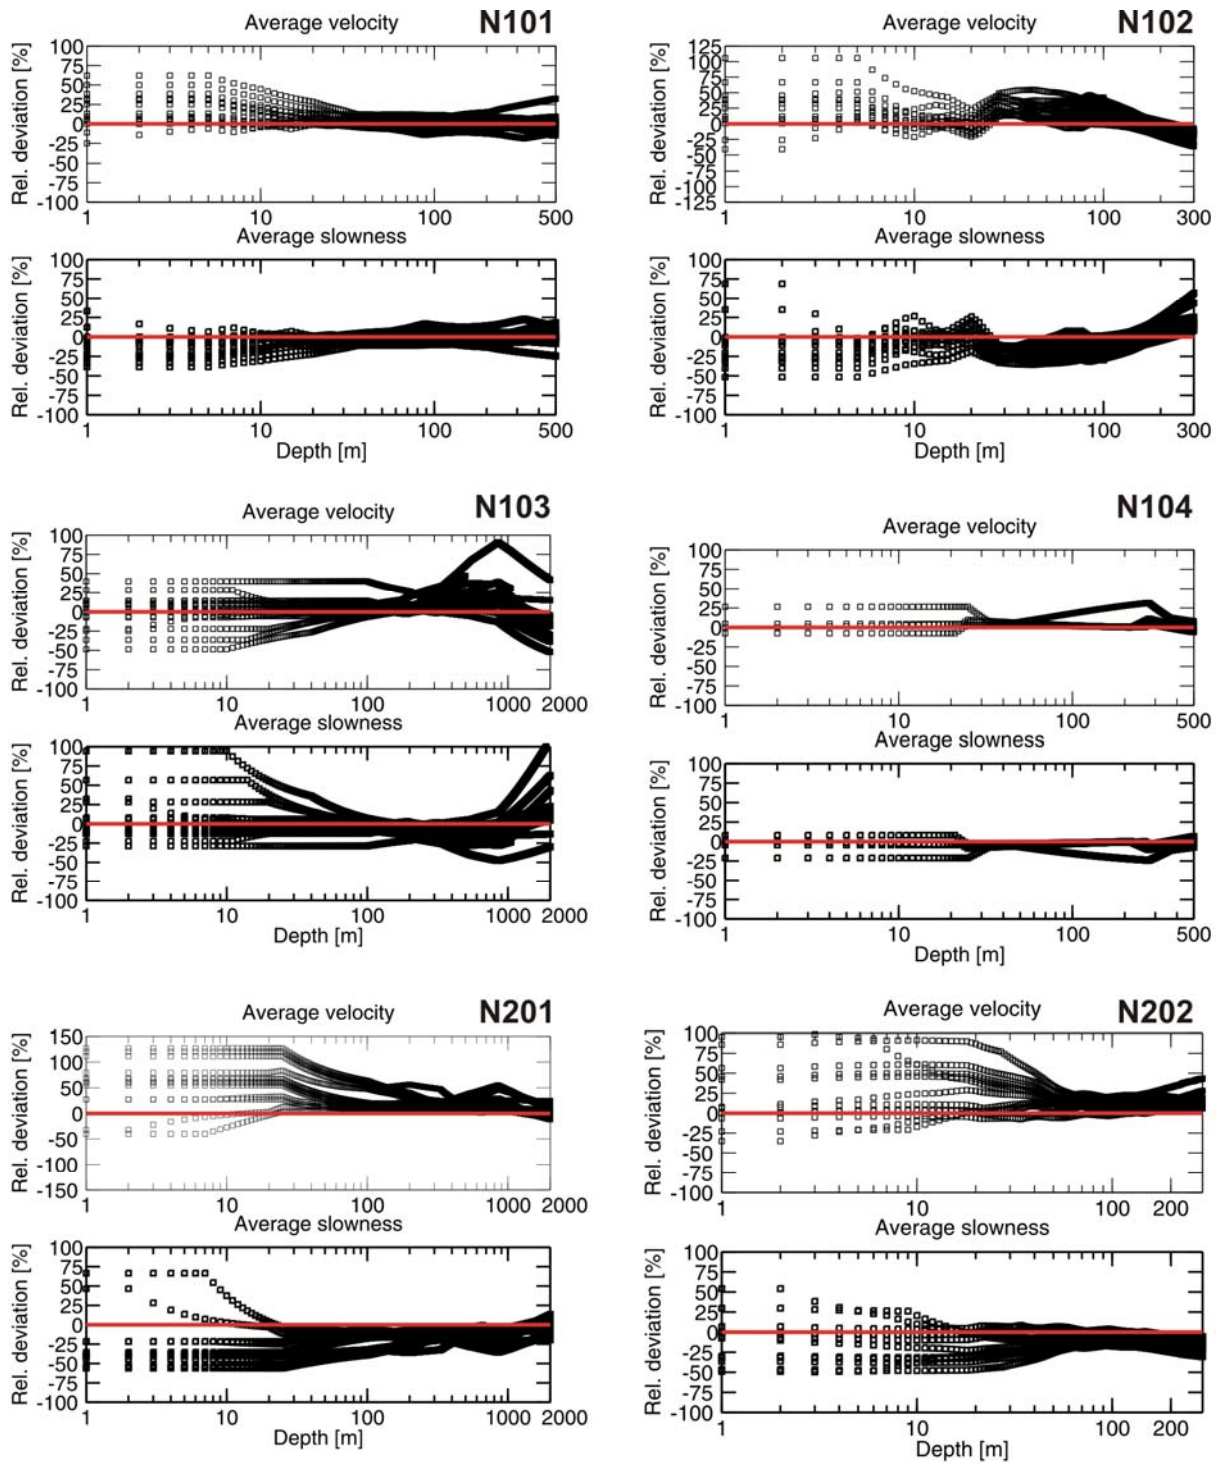 Average velocity N101
Rel. deviation [%]
100
75
50
25
0
-25
-50
-75
-100
1 10 100 500
Average slowness
Rel. deviation [%]
100
75
50
25
0
-25
-50
-75
-100
1 10 100 500
Depth [m]
Average velocity N102
Rel. deviation [%]
125
100
75
50
25
0
-25
-50
-75
-100
-125
1 10 100 300
Average slowness
Rel. deviation [%]
100
75
50
25
0
-25
-50
-75
-100
1 10 100 300
Depth [m]
Average velocity N103
Rel. deviation [%]
100
75
50
25
0
-25
-50
-75
-100
1 10 100 1000 2000
Average slowness
Rel. deviation [%]
100
75
50
25
0
-25
-50
-75
-100
1 10 100 1000 2000
Depth [m]
N104
Average velocity
Rel. deviation [%]
100
75
50
25
0
-25
-50
-75
-100
1 10 100 500
Average slowness
Rel. deviation [%]
100
75
50
25
0
-25
-50
-75
-100
1 10 100 500
Depth [m]
Average velocity N201
Rel. deviation [%]
150
100
50
0
-50
-100
-150
1 10 100 1000 2000
Average slowness
Rel. deviation [%]
100
75
50
25
0
-25
-50
-75
-100
1 10 100 1000 2000
Depth [m]
Average velocity N202
Rel. deviation [%]
100
75
50
25
0
-25
-50
-75
-100
1 10 100 200
Average slowness
Rel. deviation [%]
100
75
50
25
0
-25
-50
-75
-100
1 10 100 200
Depth [m]